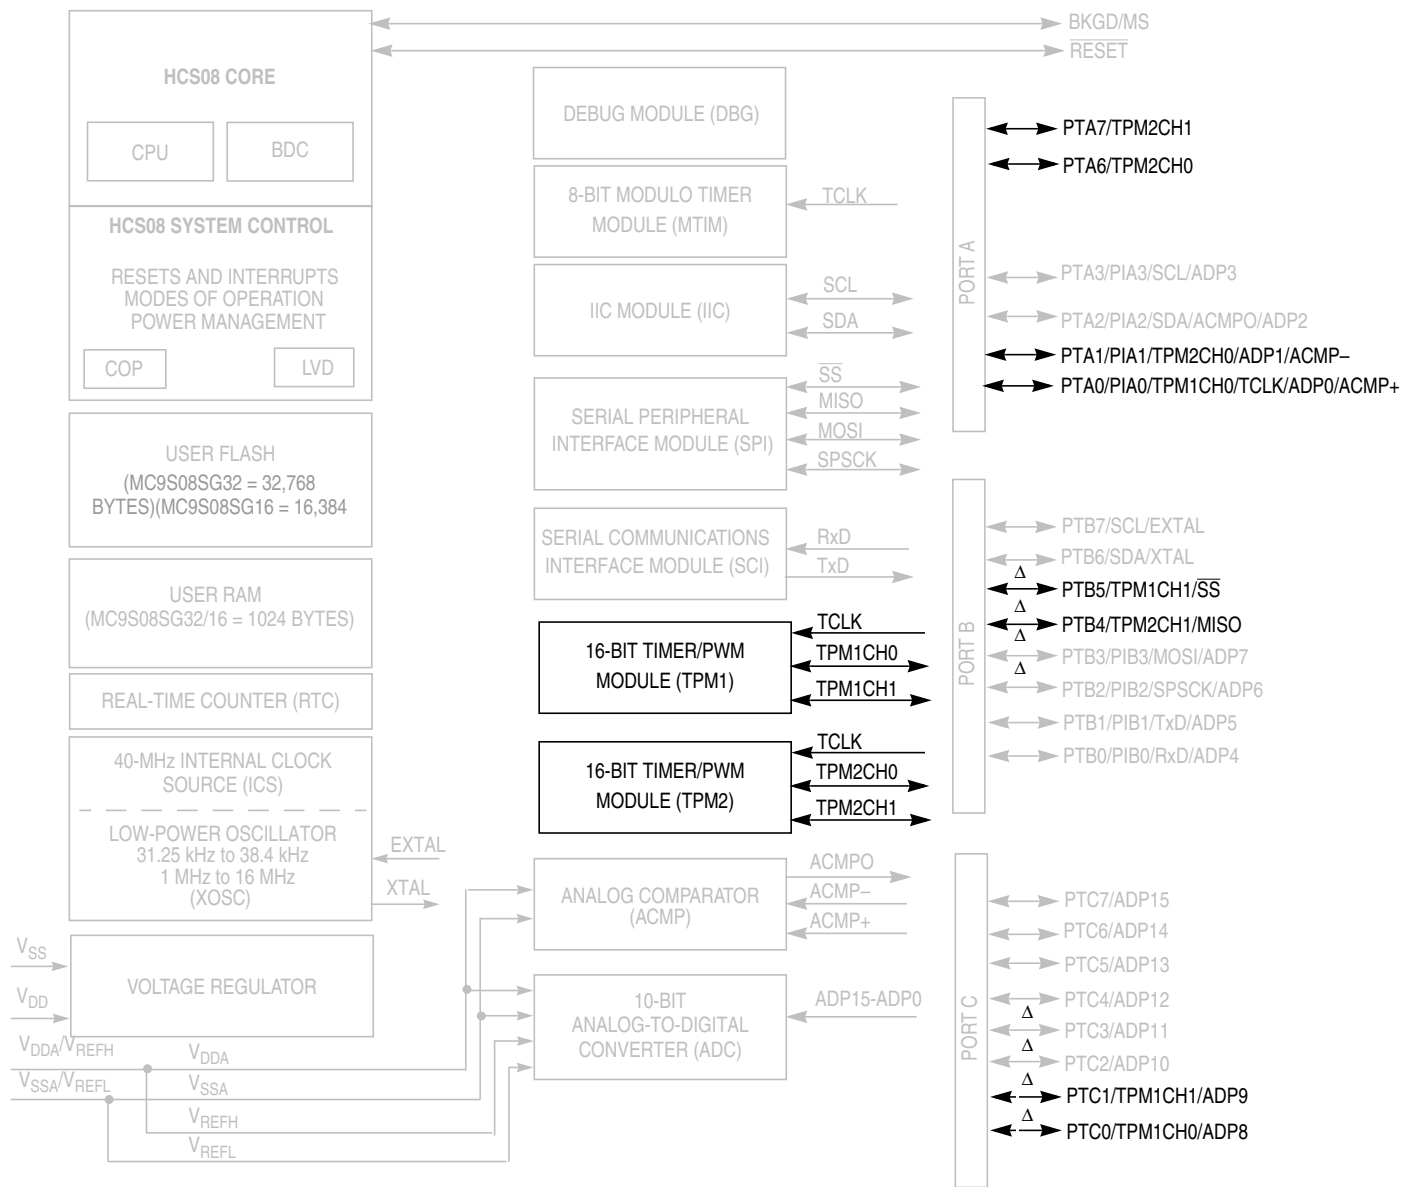 BKGD/MS
RESET
HCS08 CORE
CPU
BDC
HCS08 SYSTEM CONTROL
RESETS AND INTERRUPTS
MODES OF OPERATION
POWER MANAGEMENT
COP
LVD
USER FLASH
(MC9S08SG32 = 32,768
BYTES)(MC9S08SG16 = 16,384
USER RAM
(MC9S08SG32/16 = 1024 BYTES)
REAL-TIME COUNTER (RTC)
40-MHz INTERNAL CLOCK
SOURCE (ICS)
LOW-POWER OSCILLATOR
31.25 kHz to 38.4 kHz
1 MHz to 16 MHz
(XOSC)
EXTAL
XTAL
VSS
VDD
VOLTAGE REGULATOR
VDDA/VREFH
VSSA/VREFL
VDDA
VSSA
VREFH
VREFL
DEBUG MODULE (DBG)
8-BIT MODULO TIMER
MODULE (MTIM)
TCLK
IIC MODULE (IIC)
SCL
SDA
SERIAL PERIPHERAL
INTERFACE MODULE (SPI)
SS
MISO
MOSI
SPSCK
SERIAL COMMUNICATIONS
INTERFACE MODULE (SCI)
RxD
TxD
16-BIT TIMER/PWM
MODULE (TPM1)
TCLK
TPM1CH0
TPM1CH1
16-BIT TIMER/PWM
MODULE (TPM2)
TCLK
TPM2CH0
TPM2CH1
ANALOG COMPARATOR
(ACMP)
ACMPO
ACMP–
ACMP+
10-BIT
ANALOG-TO-DIGITAL
CONVERTER (ADC)
ADP15-ADP0
PORT A
PTA7/TPM2CH1
PTA6/TPM2CH0
PTA3/PIA3/SCL/ADP3
PTA2/PIA2/SDA/ACMPO/ADP2
PTA1/PIA1/TPM2CH0/ADP1/ACMP–
PTA0/PIA0/TPM1CH0/TCLK/ADP0/ACMP+
PORT B
PTB7/SCL/EXTAL
PTB6/SDA/XTAL
Δ
PTB5/TPM1CH1/SS
Δ
PTB4/TPM2CH1/MISO
Δ
PTB3/PIB3/MOSI/ADP7
Δ
PTB2/PIB2/SPSCK/ADP6
PTB1/PIB1/TxD/ADP5
PTB0/PIB0/RxD/ADP4
PORT C
PTC7/ADP15
PTC6/ADP14
PTC5/ADP13
PTC4/ADP12
Δ
PTC3/ADP11
Δ
PTC2/ADP10
Δ
PTC1/TPM1CH1/ADP9
Δ
PTC0/TPM1CH0/ADP8